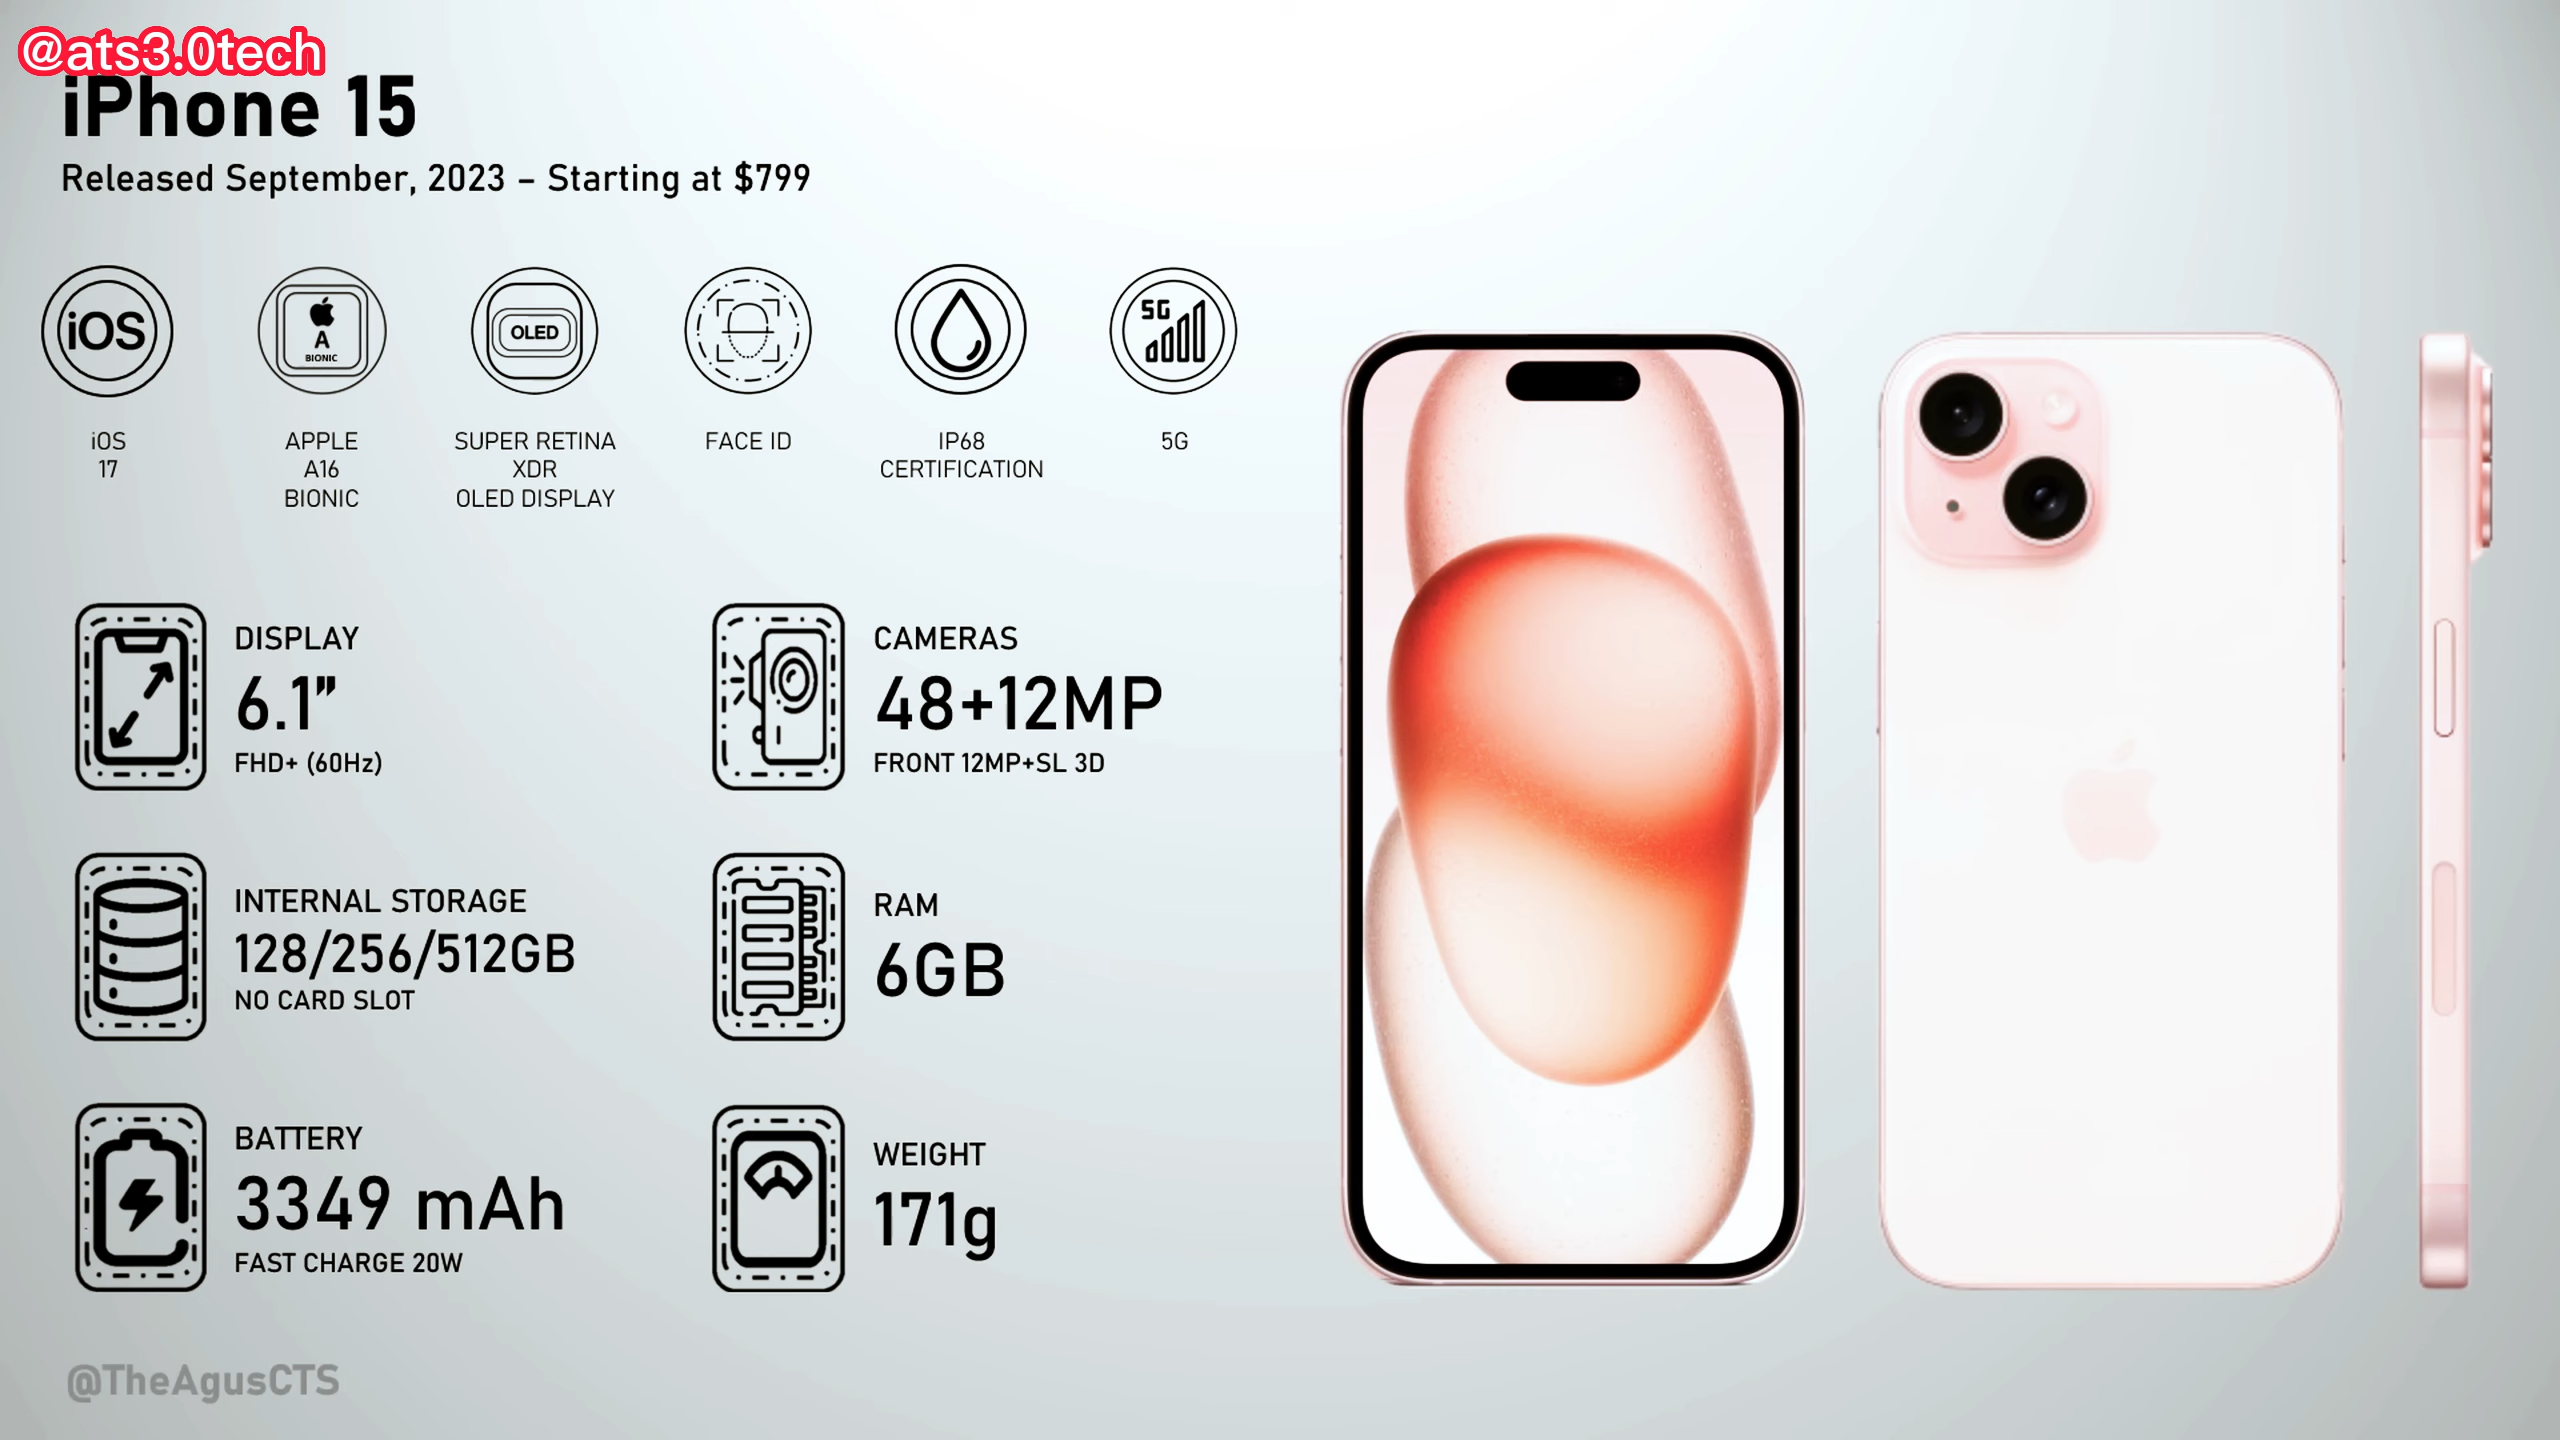 @ats3.0tech
iPhone 15
Released September, 2023 – Starting at $799
iOS
A
BIONIC
OLED
5G
iOS
17
APPLE
A16
BIONIC
SUPER RETINA
XDR
OLED DISPLAY
FACE ID
IP68
CERTIFICATION
5G
DISPLAY
6.1”
FHD+ (60Hz)
CAMERAS
48+12MP
FRONT 12MP+SL 3D
INTERNAL STORAGE
128/256/512GB
NO CARD SLOT
RAM
6GB
BATTERY
3349 mAh
FAST CHARGE 20W
WEIGHT
171g
@TheAgusCTS